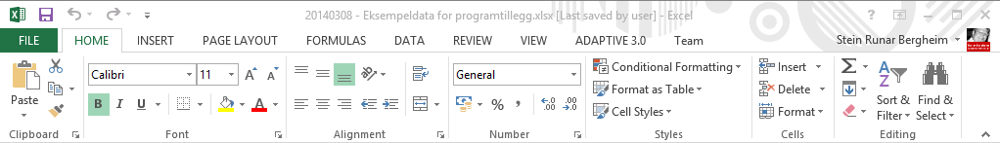 20140308 - Eksempeldata for programtillegg.xlsx [Last saved by user] - Excel
FILE HOME INSERT PAGE LAYOUT FORMULAS DATA REVIEW VIEW ADAPTIVE 3.0 Team Stein Runar Bergheim
Calibri 11 General Conditional Formatting Insert
Paste B I U A % , Format as Table Delete Sort & Filter Find & Select
Cell Styles Format
Clipboard Font Alignment Number Styles Cells Editing